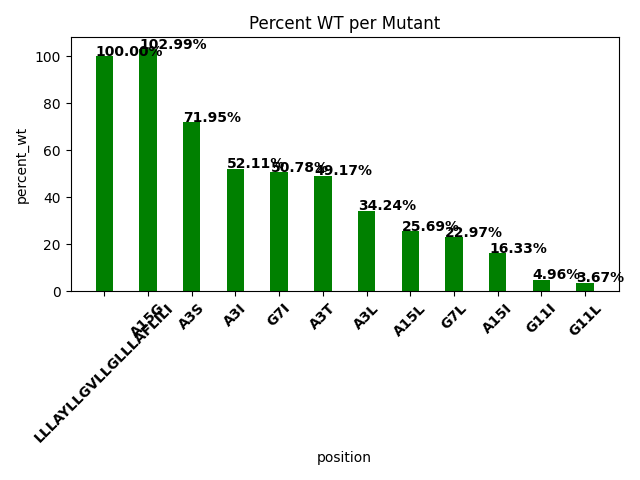 Percent WT per Mutant
percent_wt
100
80
60
40
20
0
100.00%
102.99%
71.95%
52.11%
50.78%
49.17%
34.24%
25.69%
22.97%
16.33%
4.96%
3.67%
LLLAYLLGVLLGLLLAFLILI
A15G
A3S
A3I
G7I
A3T
A3L
A15L
G7L
A15I
G11I
G11L
position